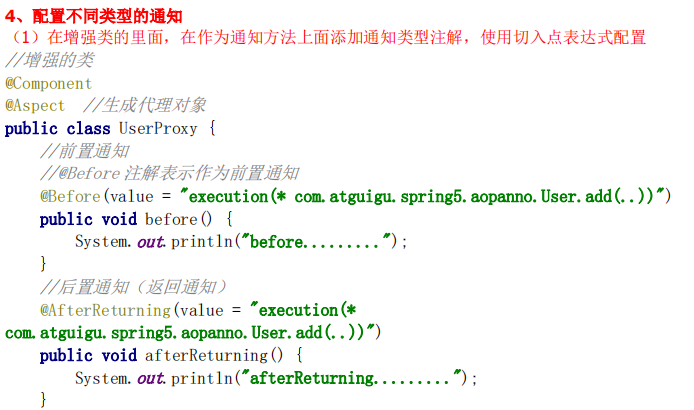 4、配置不同类型的通知
（1）在增强类的里面，在作为通知方法上面添加通知类型注解，使用切入点表达式配置
//增强的类
@Component
@Aspect  //生成代理对象
public class UserProxy {
    //前置通知
    //@Before 注解表示作为前置通知
    @Before(value = "execution(* com.atguigu.spring5.aopanno.User.add(..))")
    public void before() {
        System.out.println("before.........");
    }
    //后置通知（返回通知）
    @AfterReturning(value = "execution(*
com.atguigu.spring5.aopanno.User.add(..))")
    public void afterReturning() {
        System.out.println("afterReturning.........");
    }